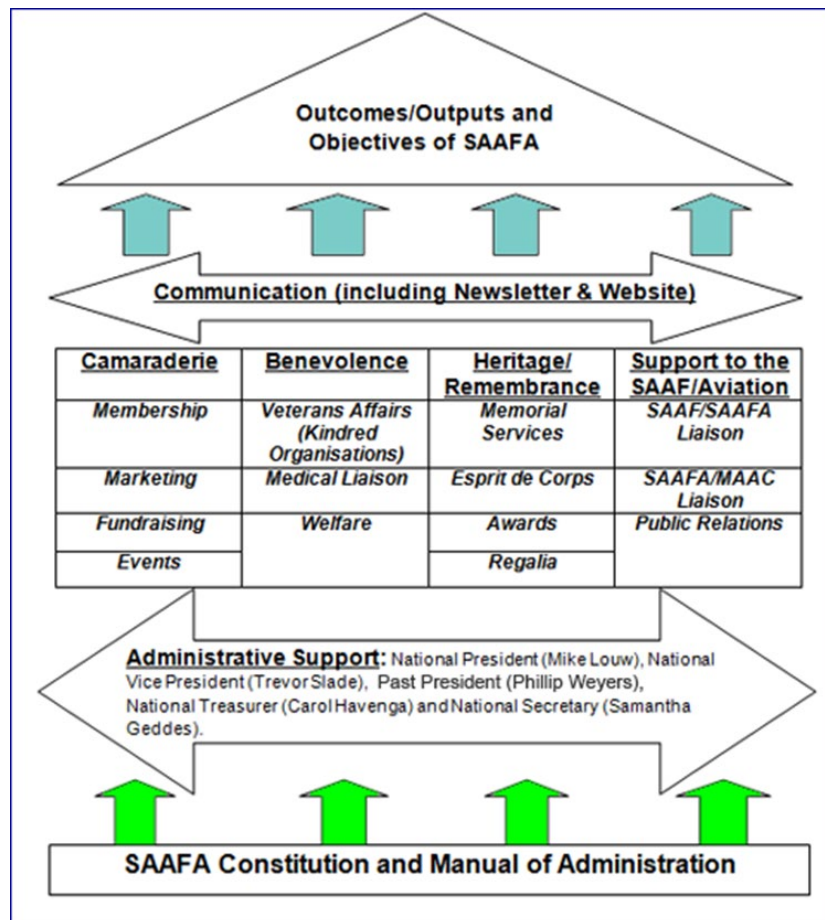 Outcomes/Outputs and
Objectives of SAAFA
Communication (including Newsletter & Website)
Camaraderie
Benevolence
Heritage/
Remembrance
Support to the
SAAF/Aviation
Membership
Veterans Affairs
(Kindred
Organisations)
Memorial
Services
SAAF/SAAFA
Liaison
Marketing
Medical Liaison
Esprit de Corps
SAAFA/MAAC
Liaison
Fundraising
Welfare
Awards
Public Relations
Events
Regalia
Administrative Support: National President (Mike Louw), National
Vice President (Trevor Slade), Past President (Phillip Weyers),
National Treasurer (Carol Havenga) and National Secretary (Samantha
Geddes).
SAAFA Constitution and Manual of Administration